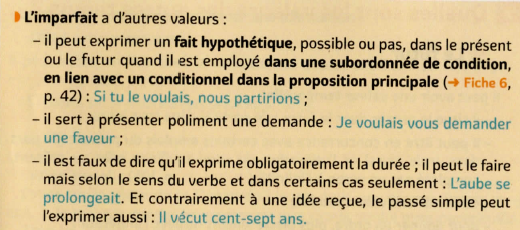 L'imparfait a d'autres valeurs :
– il peut exprimer un fait hypothétique, possible ou pas, dans le présent
ou le futur quand il est employé dans une subordonnée de condition,
en lien avec un conditionnel dans la proposition principale (➜ Fiche 6,
p. 42) : Si tu le voulais, nous partirions ;
– il sert à présenter poliment une demande : Je voulais vous demander
une faveur ;
– il est faux de dire qu'il exprime obligatoirement la durée ; il peut le faire
mais selon le sens du verbe et dans certains cas seulement : L'aube se
prolongeait. Et contrairement à une idée reçue, le passé simple peut
l'exprimer aussi : Il vécut cent-sept ans.